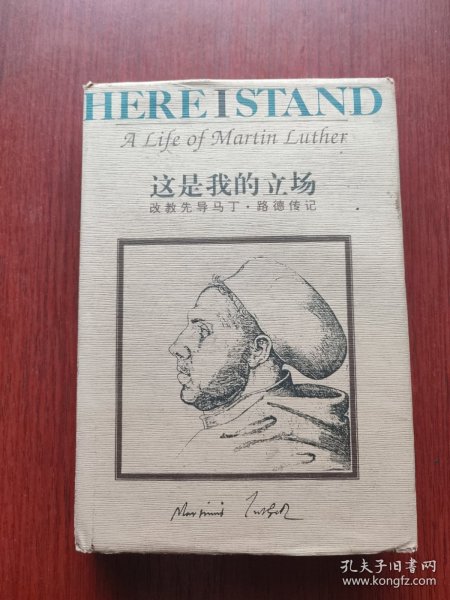 HERE I STAND
A Life of Martin Luther
这是我的立场
改教先导马丁·路德传记
Martinus Luther
孔夫子旧书网
www.kongfz.com